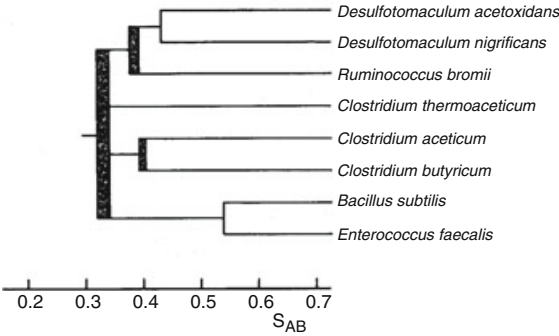 Desulfotomaculum acetoxidans
Desulfotomaculum nigrificans
Ruminococcus bromii
Clostridium thermoaceticum
Clostridium aceticum
Clostridium butyricum
Bacillus subtilis
Enterococcus faecalis
0.2 0.3 0.4 0.5 0.6 0.7
SAB